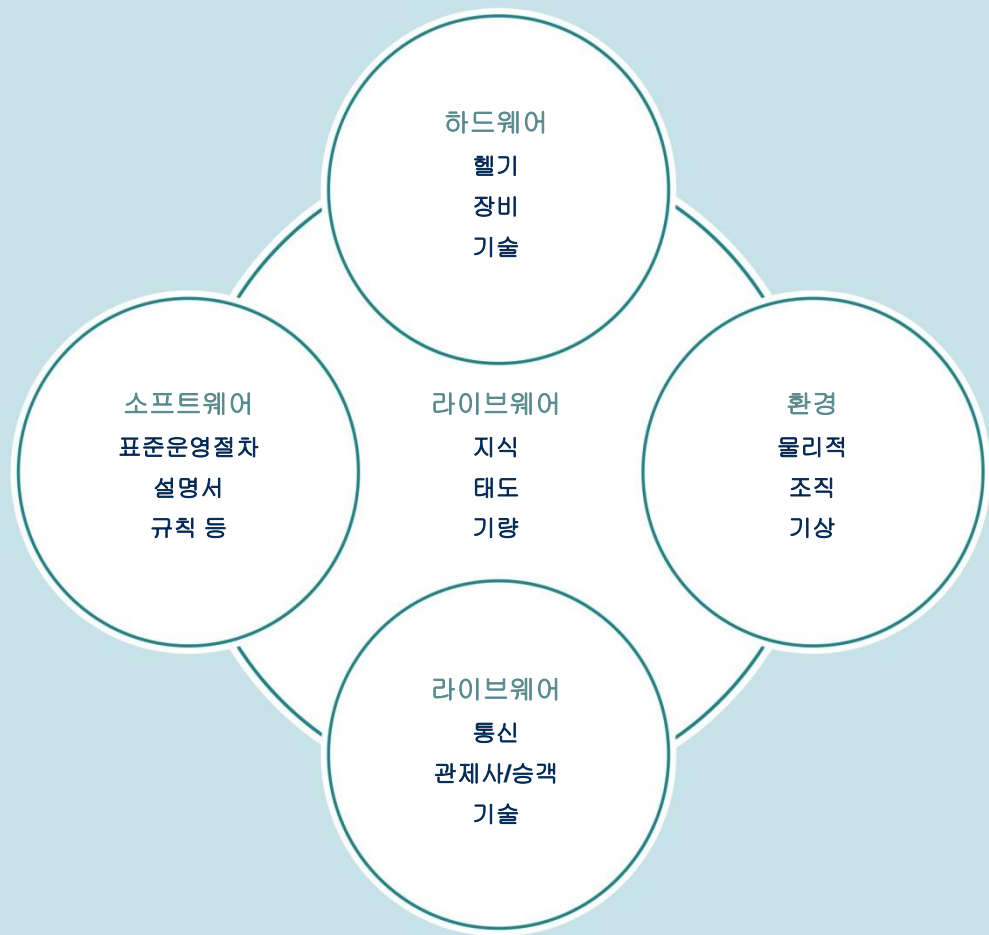 하드웨어
헬기
장비
기술
소프트웨어
표준운영절차
설명서
규칙 등
라이브웨어
지식
태도
기량
환경
물리적
조직
기상
라이브웨어
통신
관제사/승객
기술